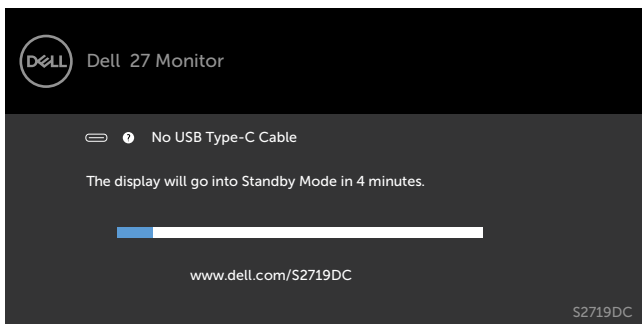 DELL
Dell 27 Monitor
? No USB Type-C Cable
The display will go into Standby Mode in 4 minutes.
www.dell.com/S2719DC
S2719DC